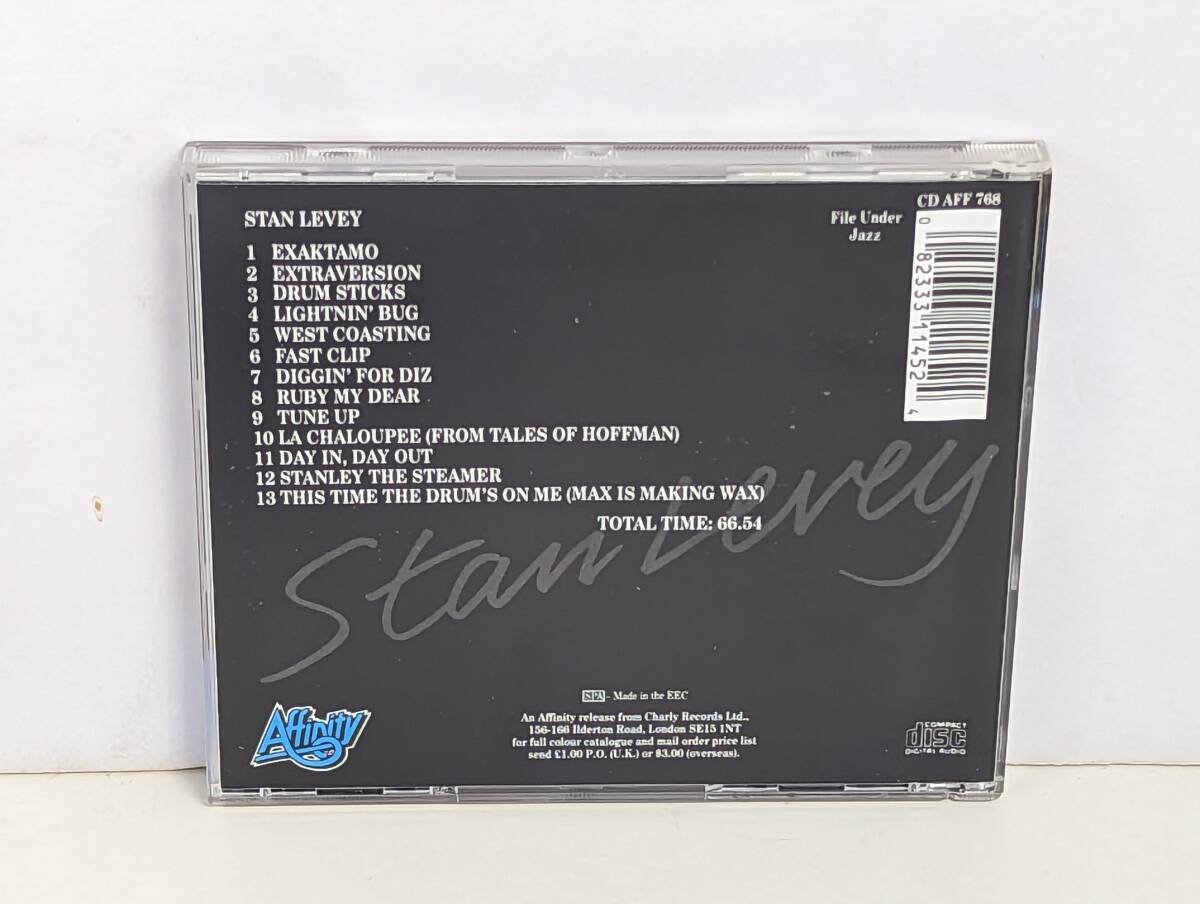 STAN LEVEY
File Under
Jazz
CD AFF 768
0 82333 11452 4
1 EXAKTAMO
2 EXTRAVERSION
3 DRUM STICKS
4 LIGHTNIN' BUG
5 WEST COASTING
6 FAST CLIP
7 DIGGIN' FOR DIZ
8 RUBY MY DEAR
9 TUNE UP
10 LA CHALOUPEE (FROM TALES OF HOFFMAN)
11 DAY IN, DAY OUT
12 STANLEY THE STEAMER
13 THIS TIME THE DRUM'S ON ME (MAX IS MAKING WAX)
TOTAL TIME: 66.54
Stan Levey
SPA - Made in the EEC
An Affinity release from Charly Records Ltd.,
156-166 Ilderton Road, London SE15 1NT
for full colour catalogue and mail order price list
send £1.00 P.O. (U.K.) or $3.00 (overseas).
Affinity
COMPACT
disc
DIGITAL AUDIO